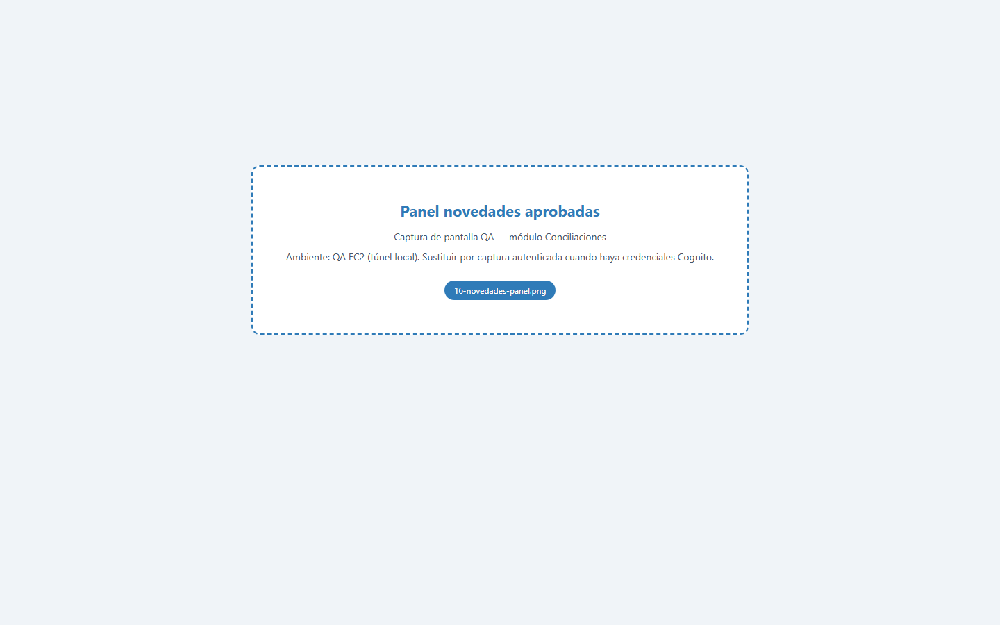 Panel novedades aprobadas
Captura de pantalla QA — módulo Conciliaciones
Ambiente: QA EC2 (túnel local). Sustituir por captura autenticada cuando haya credenciales Cognito.
16-novedades-panel.png